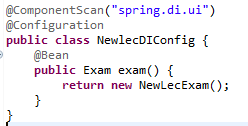 @ComponentScan("spring.di.ui")
@Configuration
public class NewlecDIConfig {
    @Bean
    public Exam exam() {
        return new NewLecExam();
    }
}